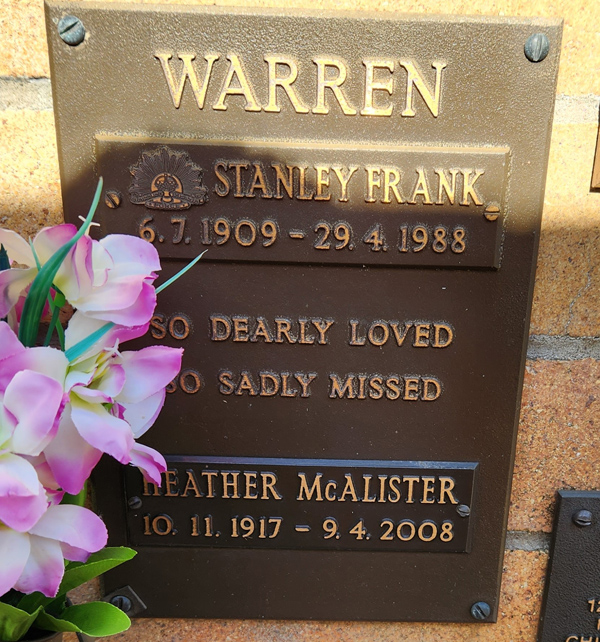 WARREN
STANLEY FRANK
6.7.1909 - 29.4.1988
SO DEARLY LOVED
SO SADLY MISSED
HEATHER McALISTER
10.11.1917 - 9.4.2008